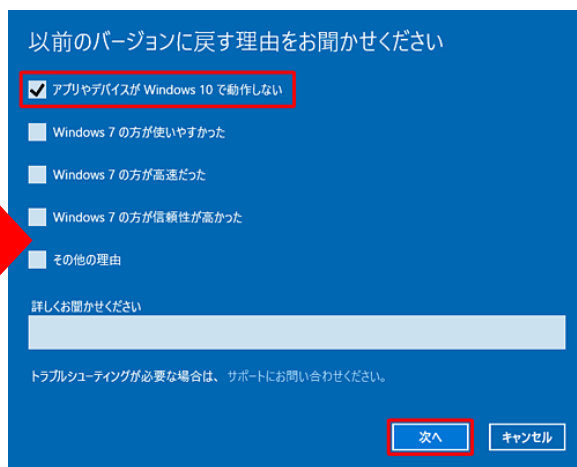 以前のバージョンに戻す理由をお聞かせください
アプリやデバイスが Windows 10 で動作しない
Windows 7 の方が使いやすかった
Windows 7 の方が高速だった
Windows 7 の方が信頼性が高かった
その他の理由
詳しくお聞かせください
トラブルシューティングが必要な場合は、サポートにお問い合わせください。
次へ キャンセル